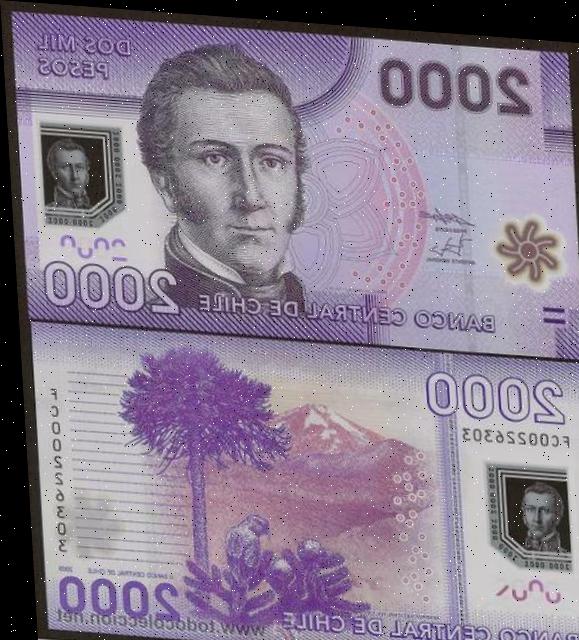 DOS MIL
PESOS
2000
2000
BANCO CENTRAL DE CHILE
2000
FC00226303
FC00226303
2000
BANCO CENTRAL DE CHILE
www.todocoleccion.net